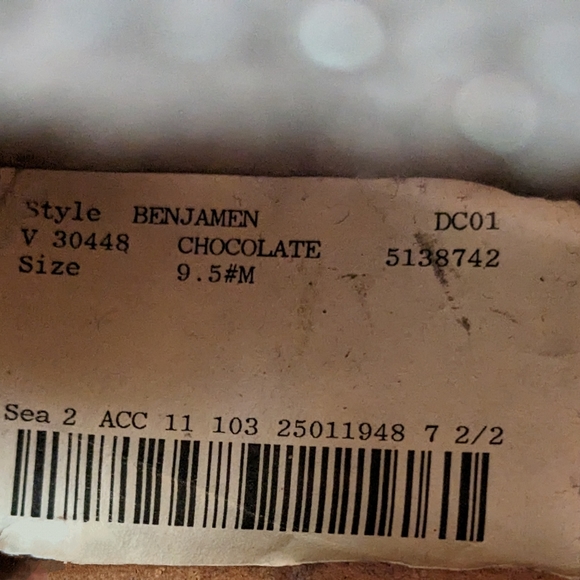 Style BENJAMEN DC01
V 30448 CHOCOLATE 5138742
Size 9.5#M
Sea 2 ACC 11 103 25011948 7 2/2